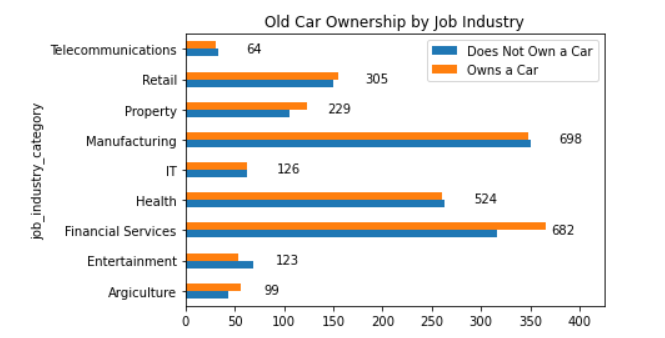 Old Car Ownership by Job Industry
Does Not Own a Car
Owns a Car
job_industry_category
Telecommunications 64
Retail 305
Property 229
Manufacturing 698
IT 126
Health 524
Financial Services 682
Entertainment 123
Argiculture 99
0 50 100 150 200 250 300 350 400